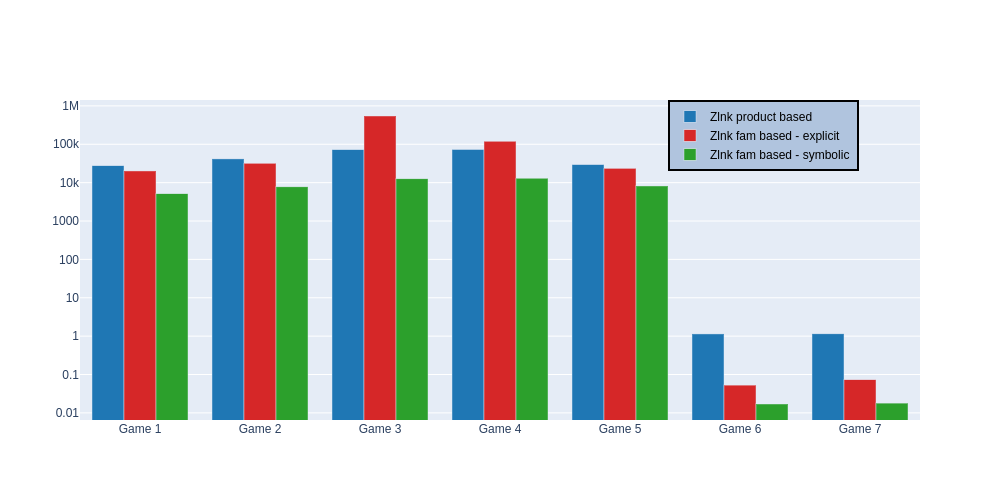 1M
100k
10k
1000
100
10
1
0.1
0.01
Zlnk product based
Zlnk fam based - explicit
Zlnk fam based - symbolic
Game 1
Game 2
Game 3
Game 4
Game 5
Game 6
Game 7